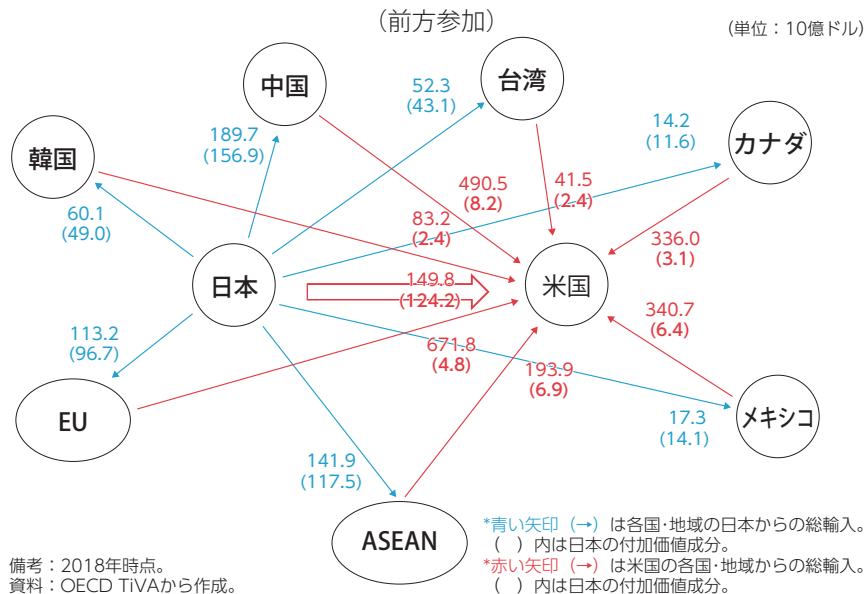 (前方参加)
(単位：10億ドル)
中国
52.3
(43.1)
台湾
14.2
(11.6)
カナダ
189.7
(156.9)
韓国
60.1
(49.0)
490.5
(8.2)
41.5
(2.4)
83.2
(2.4)
336.0
(3.1)
日本
149.8
(124.2)
米国
113.2
(96.7)
671.8
(4.8)
193.9
(6.9)
340.7
(6.4)
EU
メキシコ
17.3
(14.1)
141.9
(117.5)
ASEAN
*青い矢印（→）は各国・地域の日本からの総輸入。
（　）内は日本の付加価値成分。
*赤い矢印（→）は米国の各国・地域からの総輸入。
（　）内は日本の付加価値成分。
備考：2018年時点。
資料：OECD TiVAから作成。